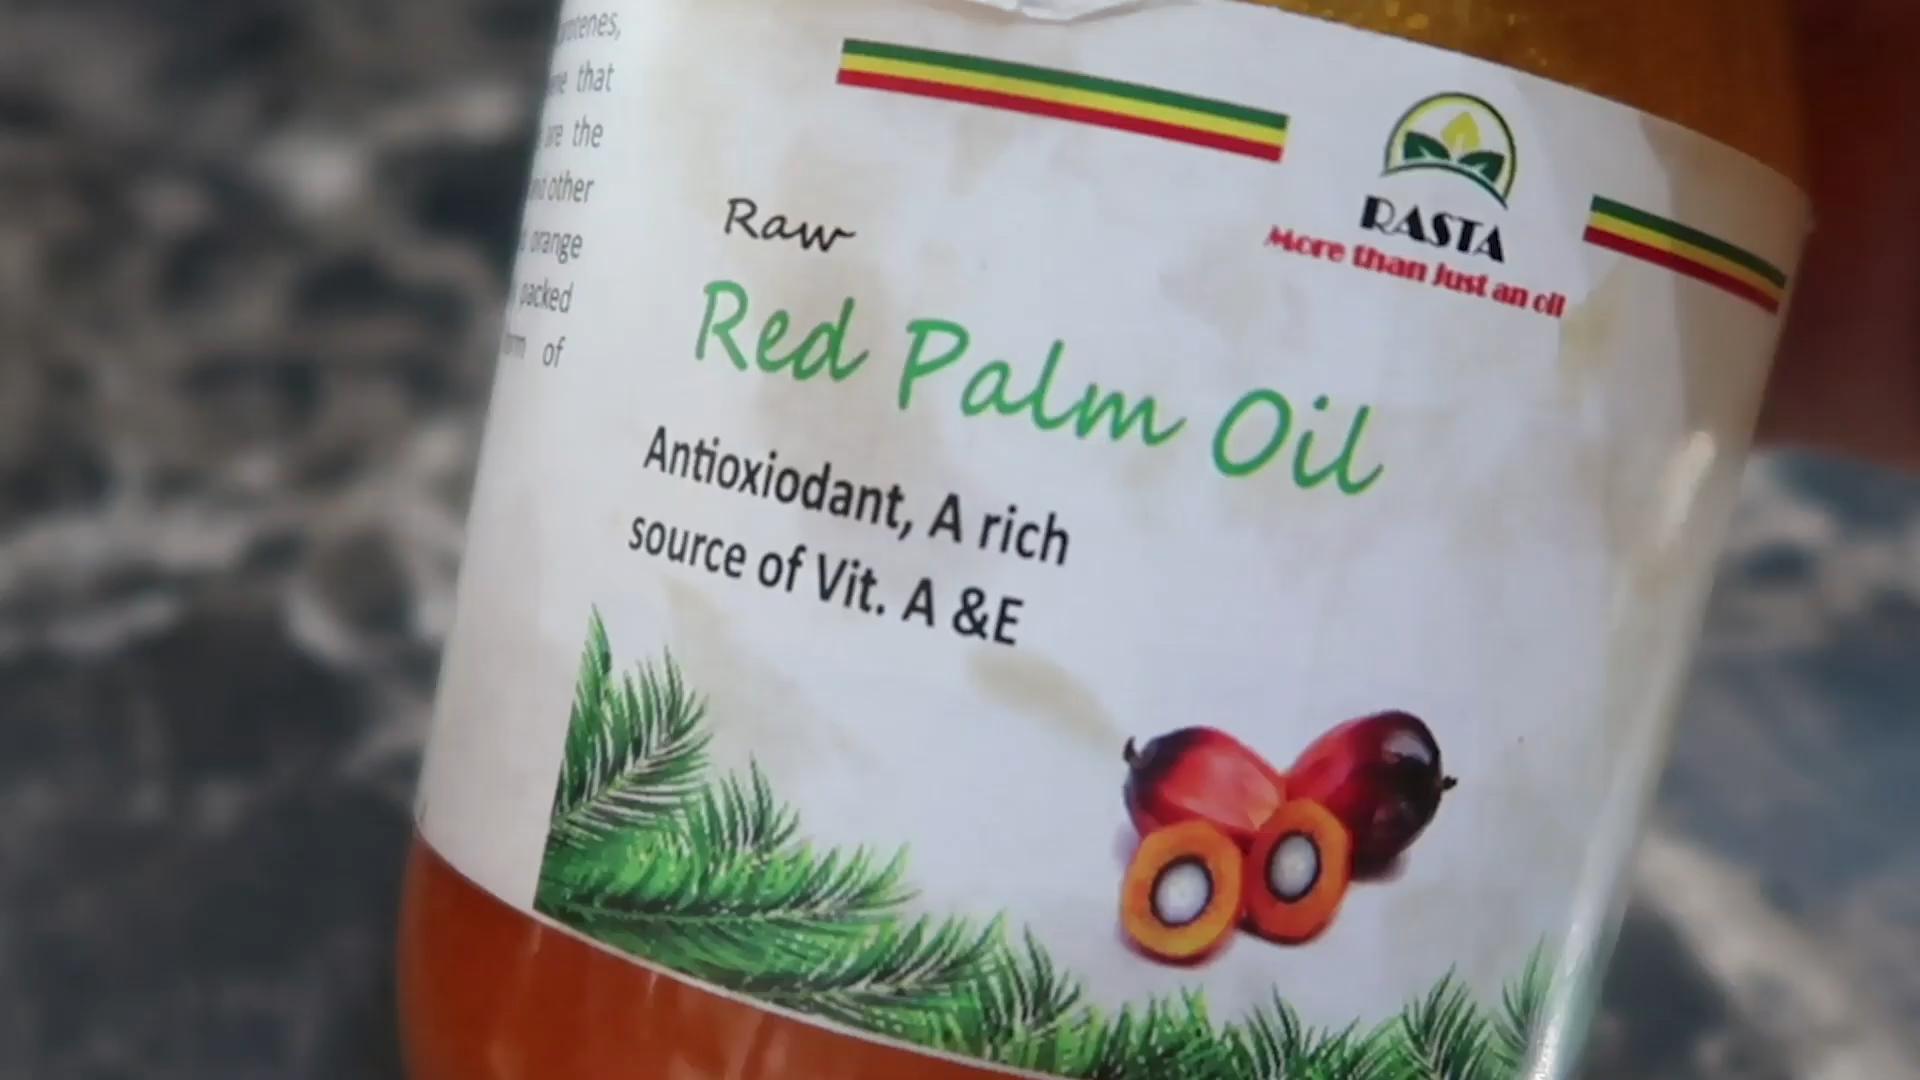 that
the
other
orange
packed
of
RASTA
More than just an oil
Raw
Red Palm Oil
Antioxiodant, A rich
source of Vit. A &E